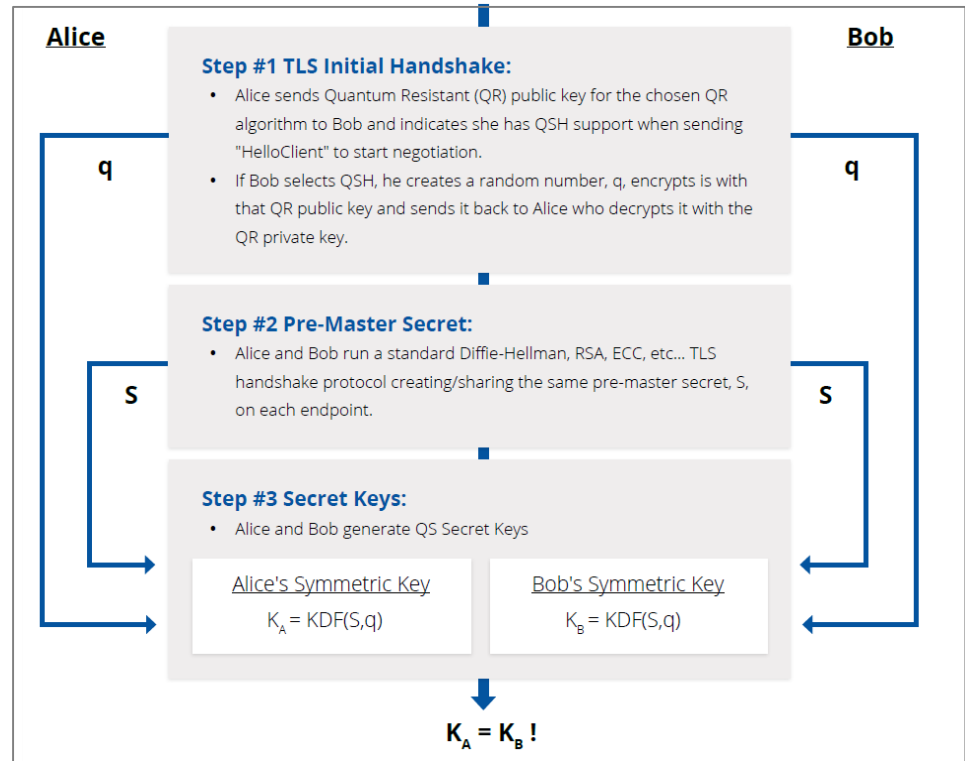 Alice
Bob
Step #1 TLS Initial Handshake:
• Alice sends Quantum Resistant (QR) public key for the chosen QR
algorithm to Bob and indicates she has QSH support when sending
"HelloClient" to start negotiation.
• If Bob selects QSH, he creates a random number, q, encrypts is with
that QR public key and sends it back to Alice who decrypts it with the
QR private key.
q
q
Step #2 Pre-Master Secret:
• Alice and Bob run a standard Diffie-Hellman, RSA, ECC, etc... TLS
handshake protocol creating/sharing the same pre-master secret, S,
on each endpoint.
S
S
Step #3 Secret Keys:
• Alice and Bob generate QS Secret Keys
Alice's Symmetric Key
K_A = KDF(S,q)
Bob's Symmetric Key
K_B = KDF(S,q)
K_A = K_B !